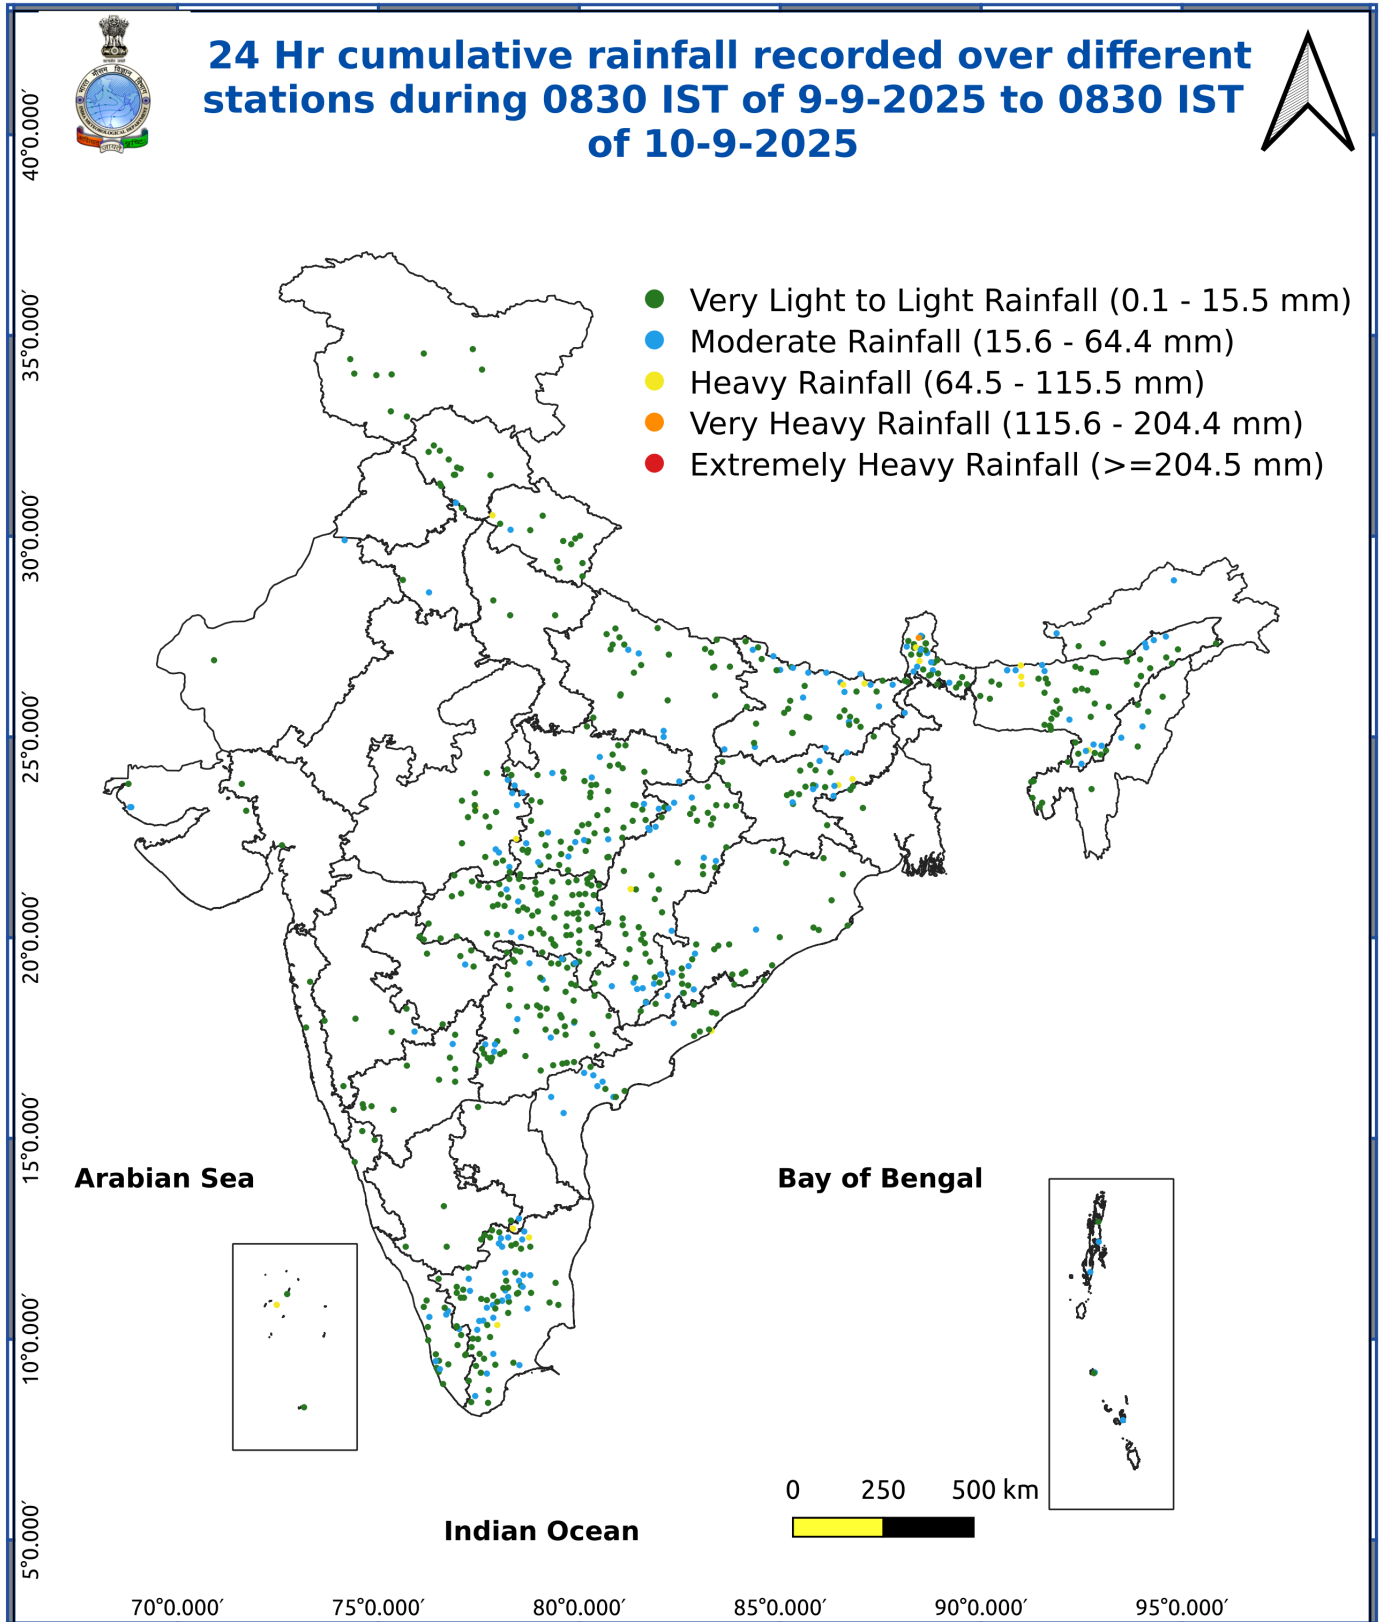 24 Hr cumulative rainfall recorded over different
stations during 0830 IST of 9-9-2025 to 0830 IST
of 10-9-2025
Very Light to Light Rainfall (0.1 - 15.5 mm)
Moderate Rainfall (15.6 - 64.4 mm)
Heavy Rainfall (64.5 - 115.5 mm)
Very Heavy Rainfall (115.6 - 204.4 mm)
Extremely Heavy Rainfall (>=204.5 mm)
40°0.000′
35°0.000′
30°0.000′
25°0.000′
20°0.000′
15°0.000′
10°0.000′
5°0.000′
Arabian Sea
Bay of Bengal
Indian Ocean
0 250 500 km
70°0.000′ 75°0.000′ 80°0.000′ 85°0.000′ 90°0.000′ 95°0.000′